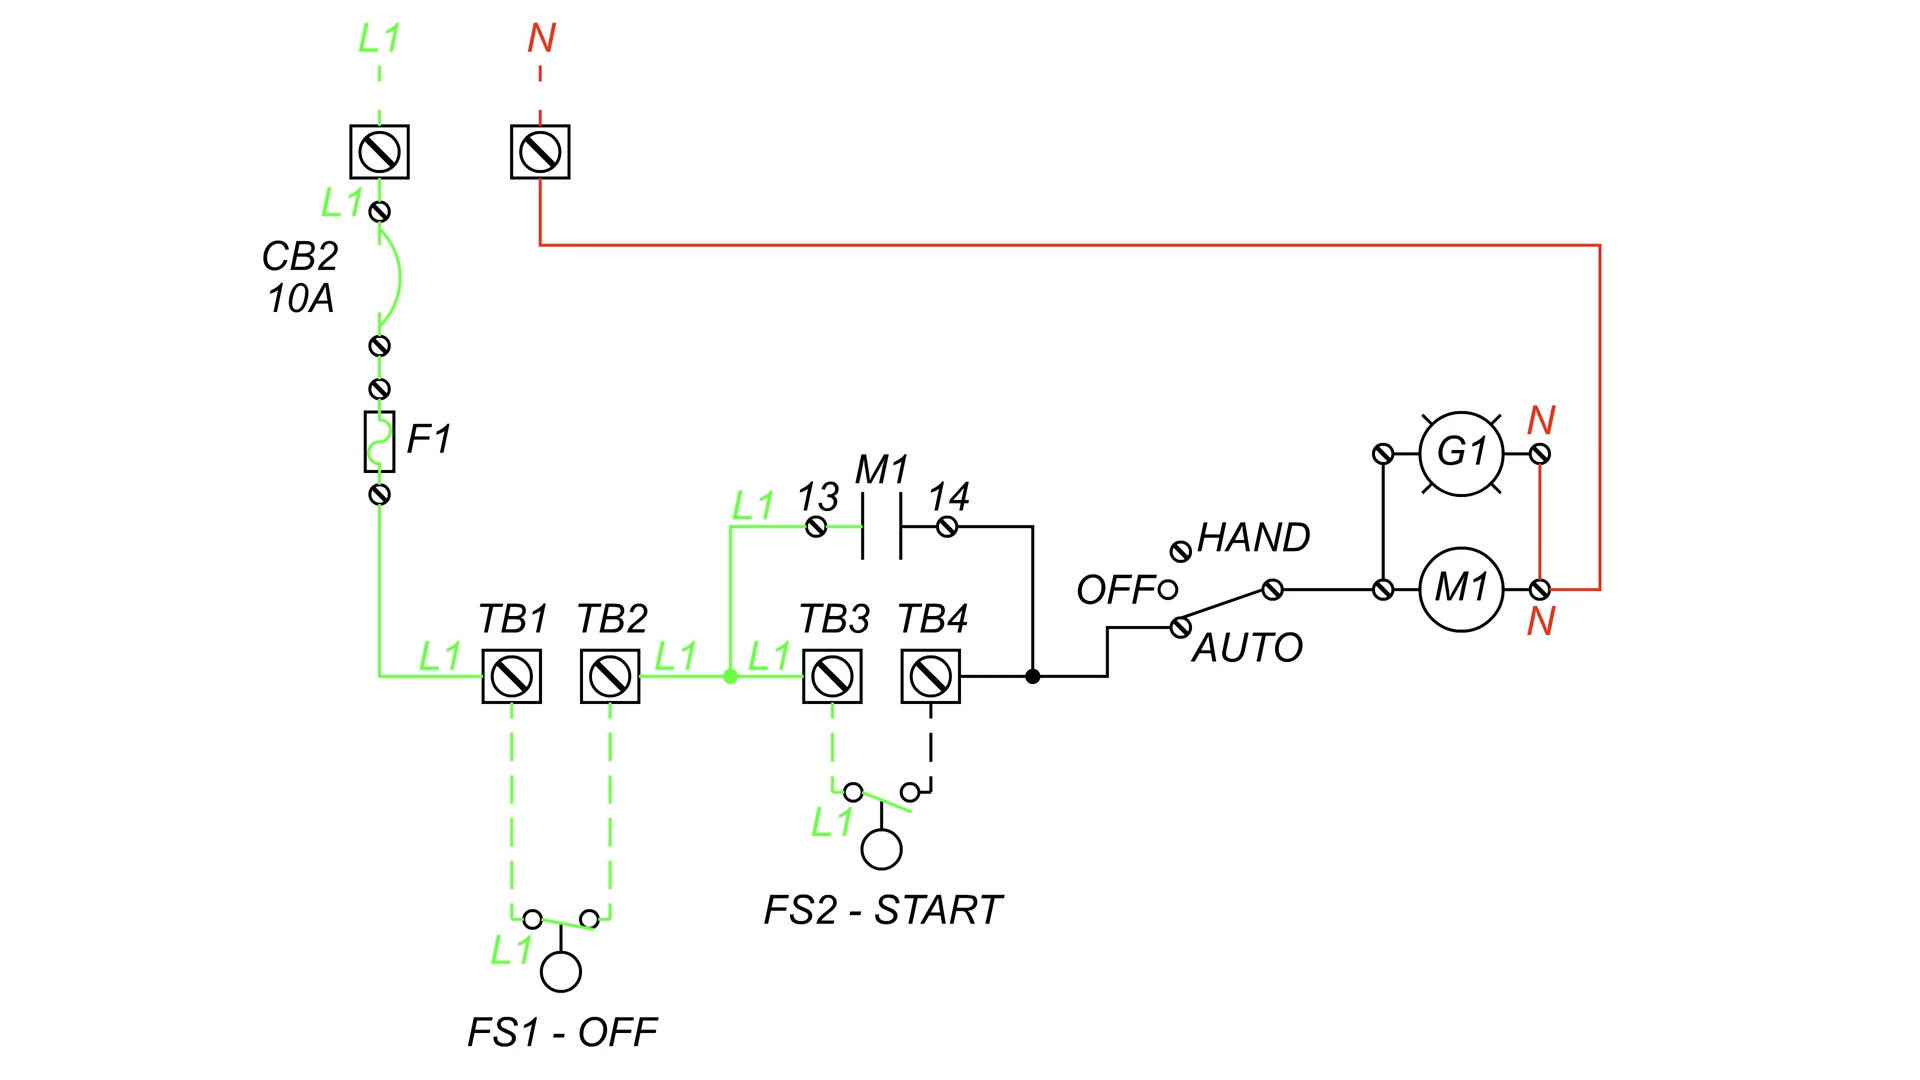 L1
N
L1
CB2
10A
F1
N
G1
M1
13
14
L1
HAND
OFF
M1
TB1
TB2
TB3
TB4
N
AUTO
L1
L1
L1
L1
FS2 - START
L1
FS1 - OFF